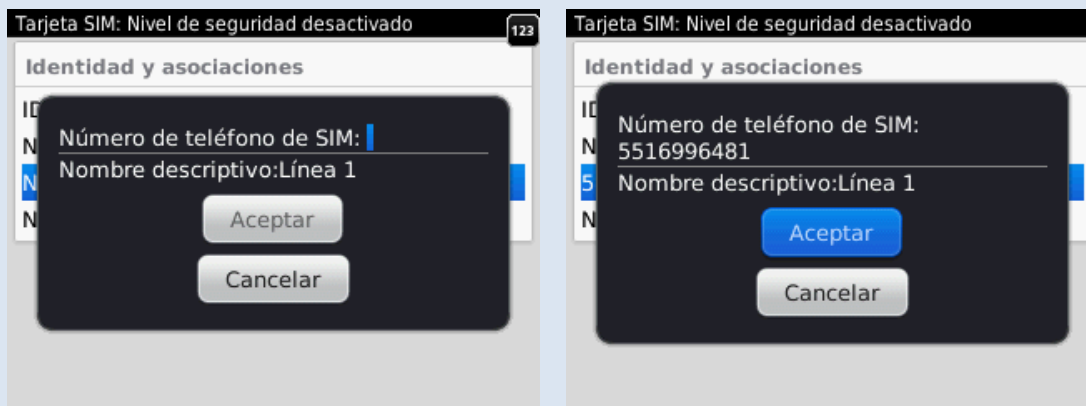 Tarjeta SIM: Nivel de seguridad desactivado
123
Identidad y asociaciones
Número de teléfono de SIM:
Nombre descriptivo:Línea 1
Aceptar
Cancelar
Tarjeta SIM: Nivel de seguridad desactivado
Identidad y asociaciones
Número de teléfono de SIM:
5516996481
Nombre descriptivo:Línea 1
Aceptar
Cancelar